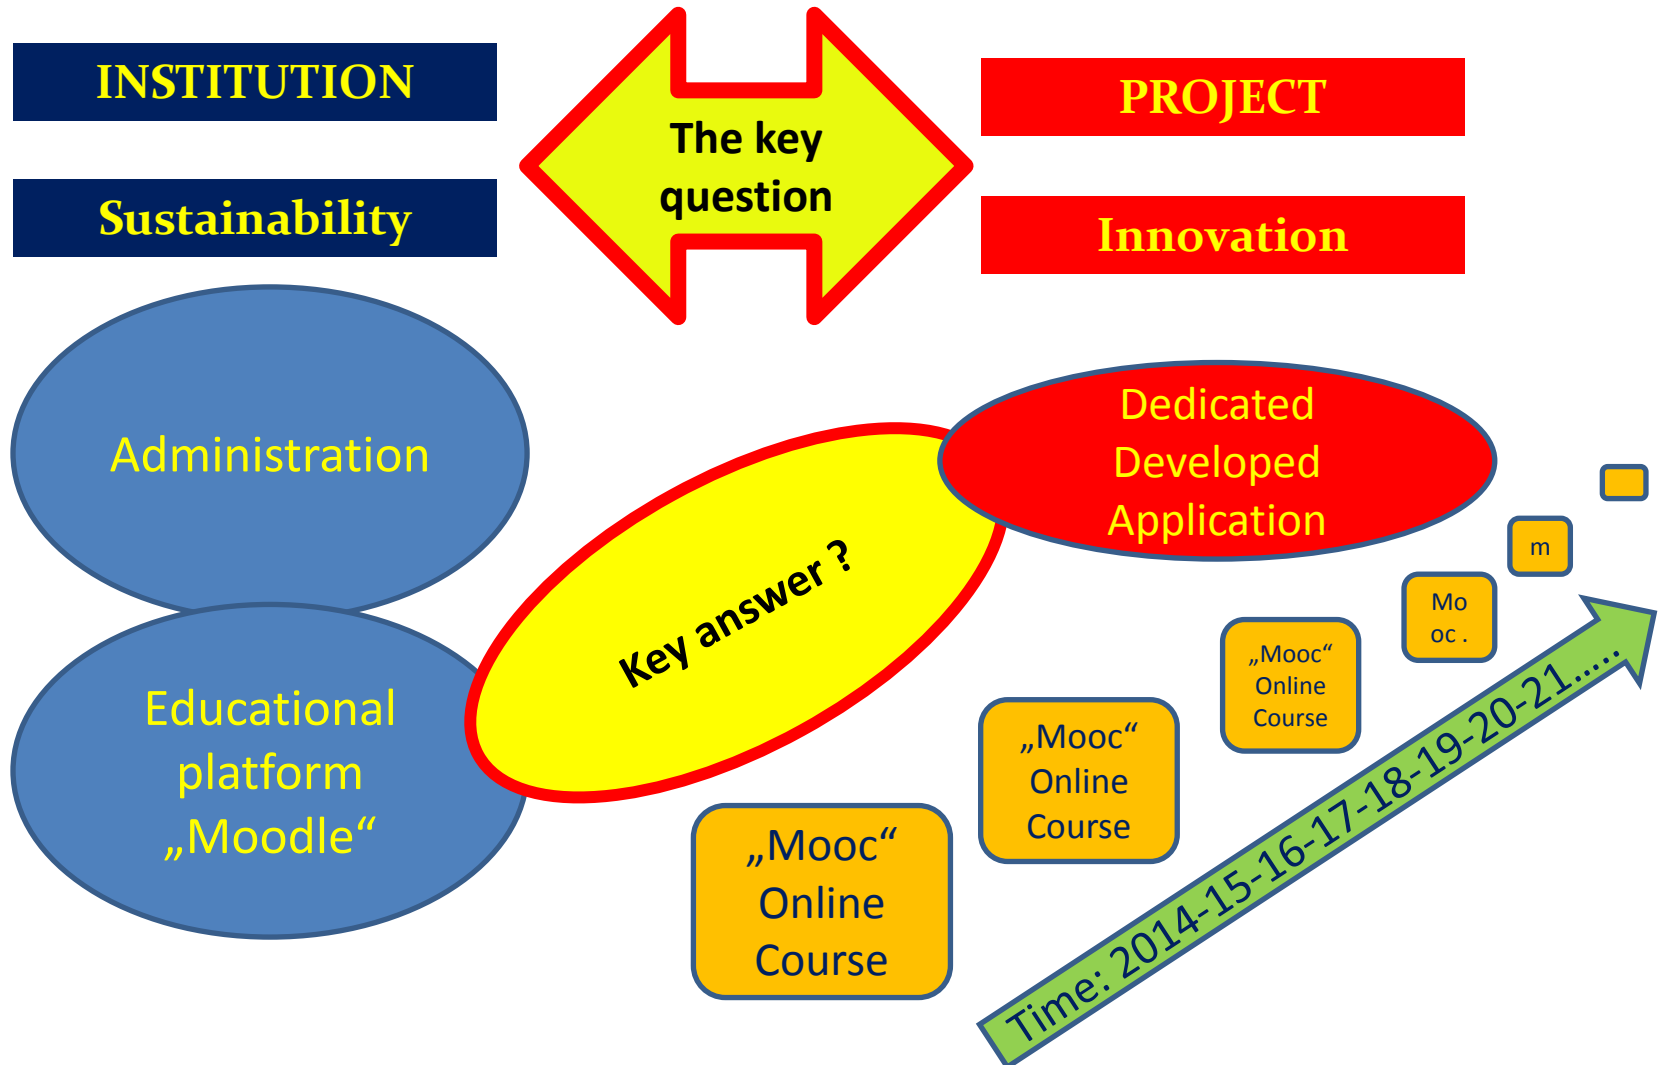 INSTITUTION
Sustainability
The key
question
PROJECT
Innovation
Administration
Educational
platform
„Moodle“
Key answer ?
Dedicated
Developed
Application
„Mooc“
Online
Course
„Mooc“
Online
Course
„Mooc“
Online
Course
Mo
oc .
m
Time: 2014-15-16-17-18-19-20-21.....